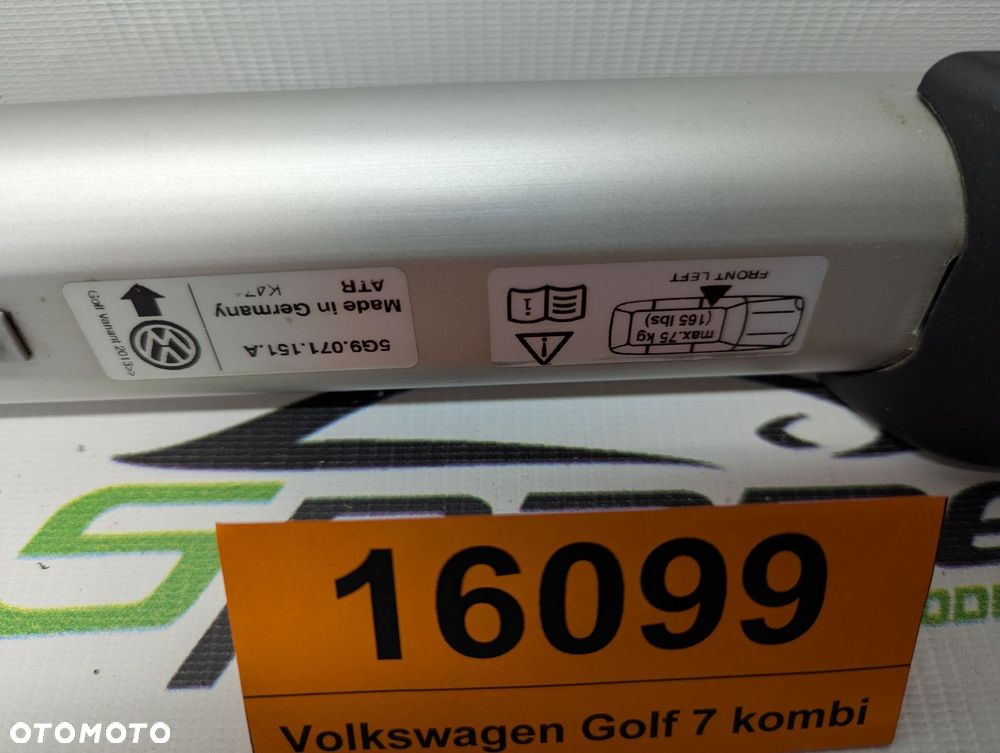 FRONT LEFT
max.75 kg
(165 lbs)
5G9.071.151.A
Made in Germany
ATR
Golf Variant 2013>>
16099
Volkswagen Golf 7 kombi
OTOMOTO